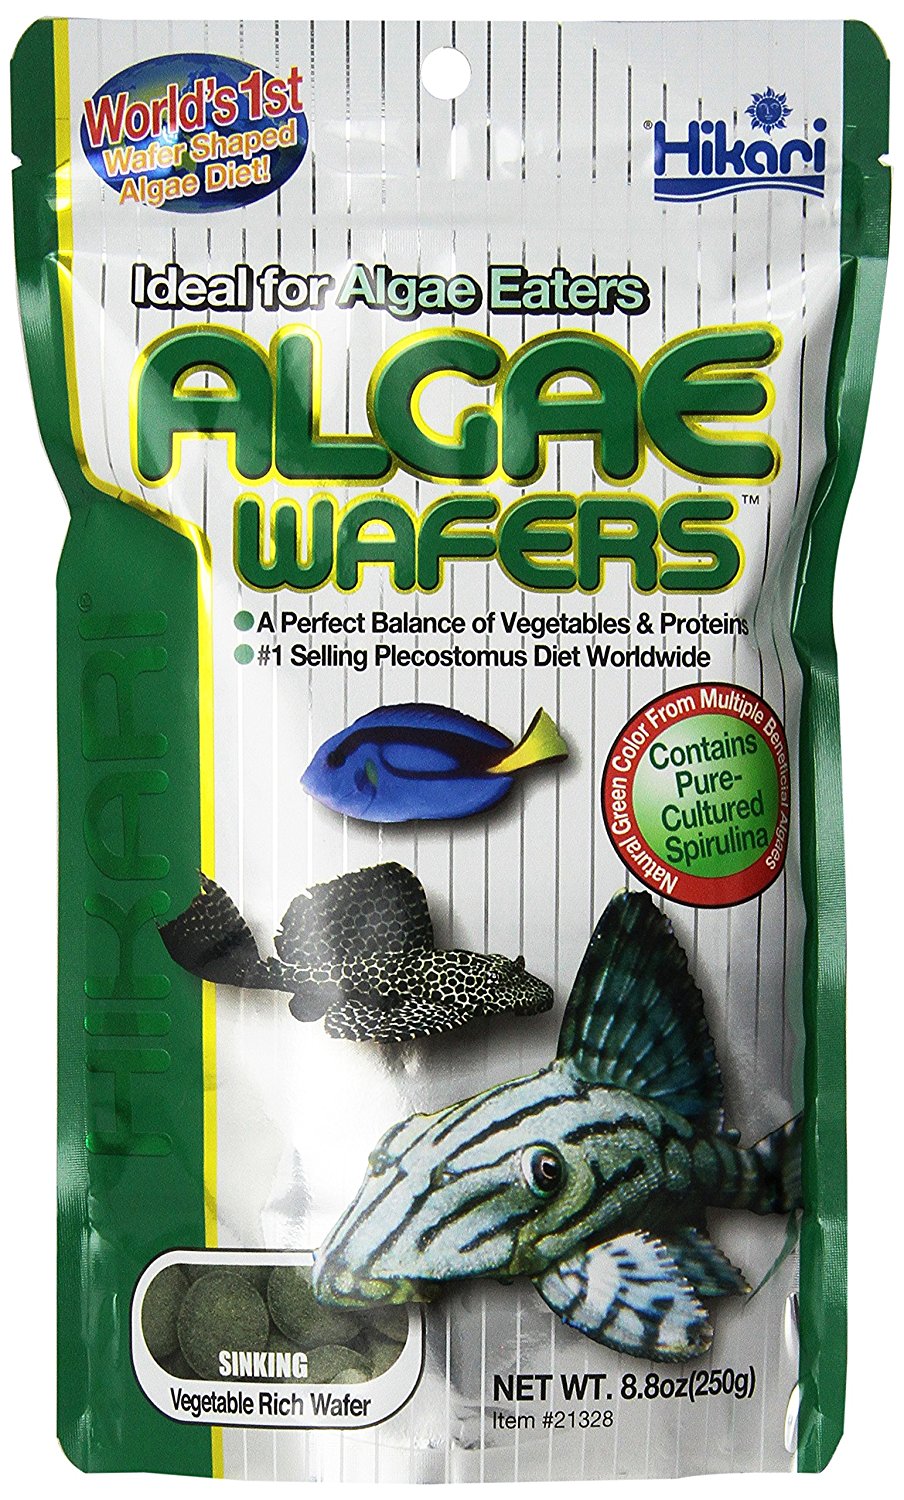 World's 1st
Wafer Shaped
Algae Diet!
® Hikari
Ideal for Algae Eaters
ALGAE
WAFERS™
A Perfect Balance of Vegetables & Proteins
#1 Selling Plecostomus Diet Worldwide
Natural Green Color From Multiple Beneficial Algaes
Contains
Pure-
Cultured
Spirulina
HIKARI®
SINKING
Vegetable Rich Wafer
NET WT. 8.8oz(250g)
Item #21328